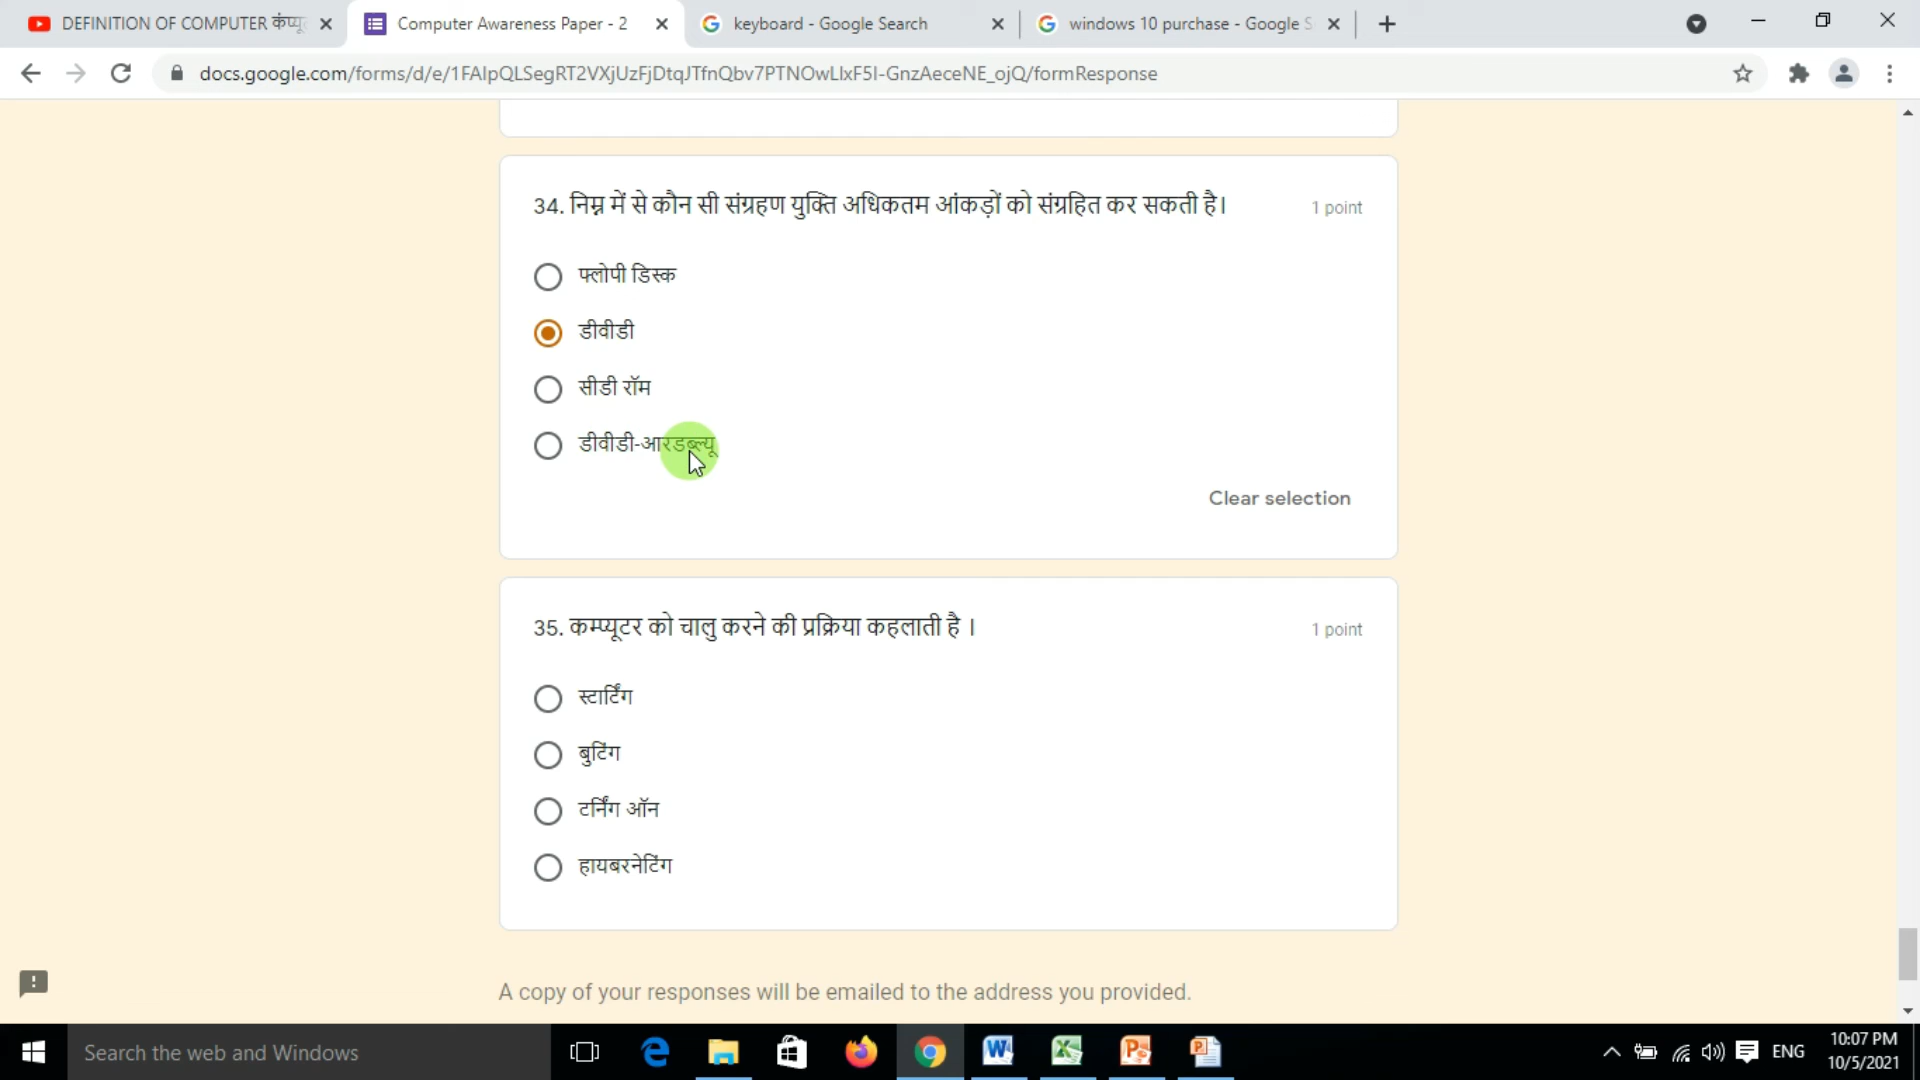 DEFINITION OF COMPUTER
Computer Awareness Paper - 2
keyboard - Google Search
windows 10 purchase - Google S
docs.google.com/forms/d/e/1FAIpQLSegRT2VXjUzFjDtqJTfnQbv7PTNOwLlxF5I-GnzAeceNE_ojQ/formResponse
34. निम्न में से कौन सी संग्रहण युक्ति अधिकतम आंकड़ों को संग्रहित कर सकती है।
1 point
फ्लोपी डिस्क
डीवीडी
सीडी रॉम
डीवीडी-आरडब्ल्यू
Clear selection
35. कम्प्यूटर को चालु करने की प्रक्रिया कहलाती है ।
1 point
स्टार्टिंग
बुटिंग
टर्निंग ऑन
हायबरनेटिंग
A copy of your responses will be emailed to the address you provided.
Search the web and Windows
ENG
10:07 PM
10/5/2021